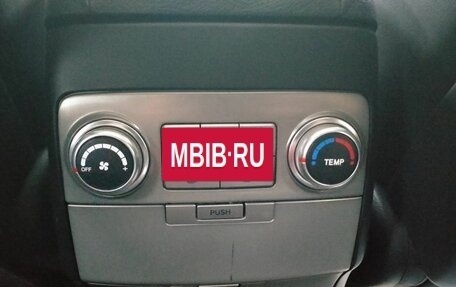 MBIB·RU
OFF
+
TEMP
PUSH